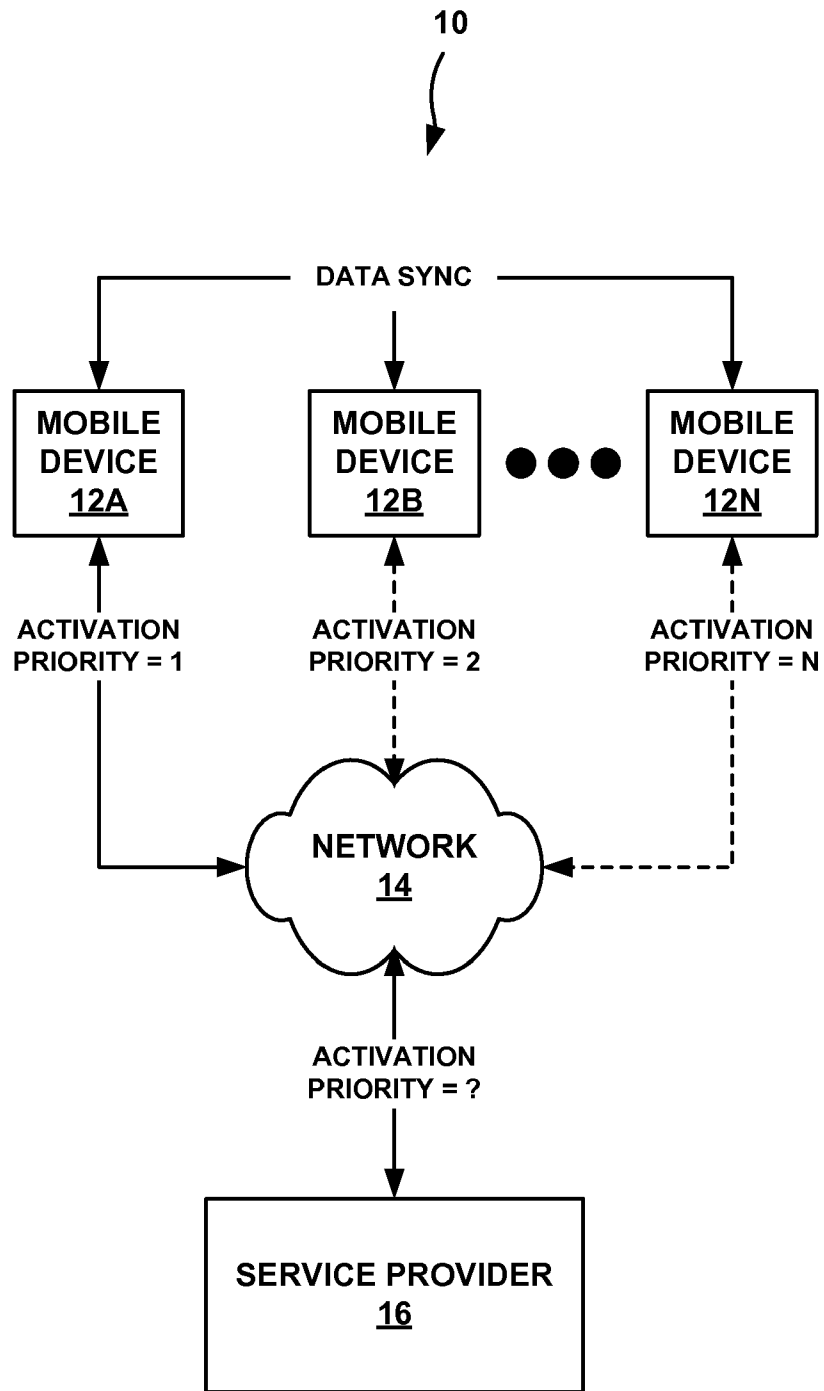 10
DATA SYNC
MOBILE
DEVICE
12A
MOBILE
DEVICE
12B
MOBILE
DEVICE
12N
ACTIVATION
PRIORITY = 1
ACTIVATION
PRIORITY = 2
ACTIVATION
PRIORITY = N
NETWORK
14
ACTIVATION
PRIORITY = ?
SERVICE PROVIDER
16